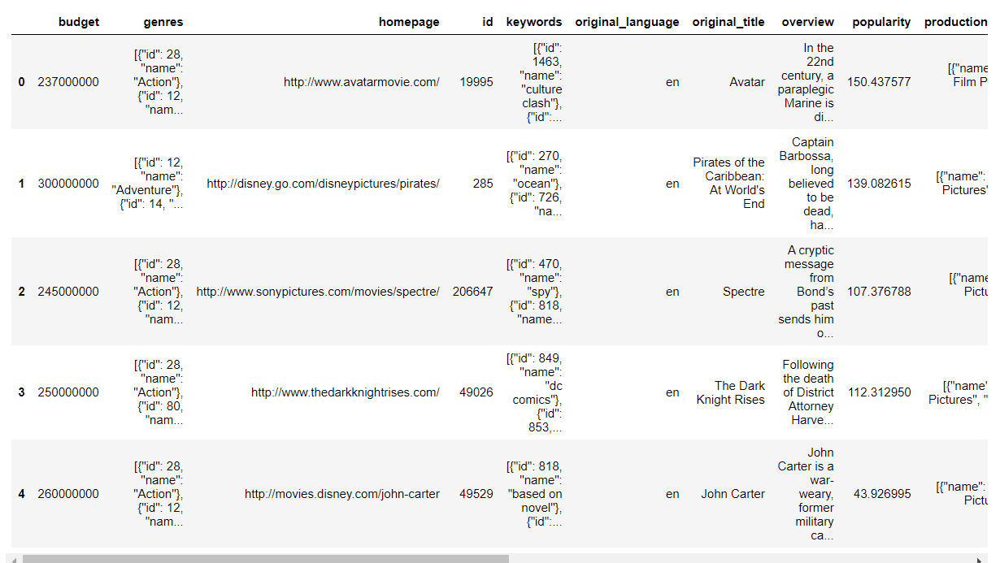 budget genres homepage id keywords original_language original_title overview popularity production
0 237000000 [{"id": 28, "name": "Action"}, {"id": 12, "nam... http://www.avatarmovie.com/ 19995 [{"id": 1463, "name": "culture clash"}, {"id":... en Avatar In the 22nd century, a paraplegic Marine is di... 150.437577 [{"name Film P
1 300000000 [{"id": 12, "name": "Adventure"}, {"id": 14, "... http://disney.go.com/disneypictures/pirates/ 285 [{"id": 270, "name": "ocean"}, {"id": 726, "na... en Pirates of the Caribbean: At World's End Captain Barbossa, long believed to be dead, ha... 139.082615 [{"name": Pictures"
2 245000000 [{"id": 28, "name": "Action"}, {"id": 12, "nam... http://www.sonypictures.com/movies/spectre/ 206647 [{"id": 470, "name": "spy"}, {"id": 818, "name... en Spectre A cryptic message from Bond’s past sends him o... 107.376788 [{"name Pictu
3 250000000 [{"id": 28, "name": "Action"}, {"id": 80, "nam... http://www.thedarkknightrises.com/ 49026 [{"id": 849, "name": "dc comics"}, {"id": 853,... en The Dark Knight Rises Following the death of District Attorney Harve... 112.312950 [{"name" Pictures", "
4 260000000 [{"id": 28, "name": "Action"}, {"id": 12, "nam... http://movies.disney.com/john-carter 49529 [{"id": 818, "name": "based on novel"}, {"id":... en John Carter John Carter is a war-weary, former military ca... 43.926995 [{"name": Pictu